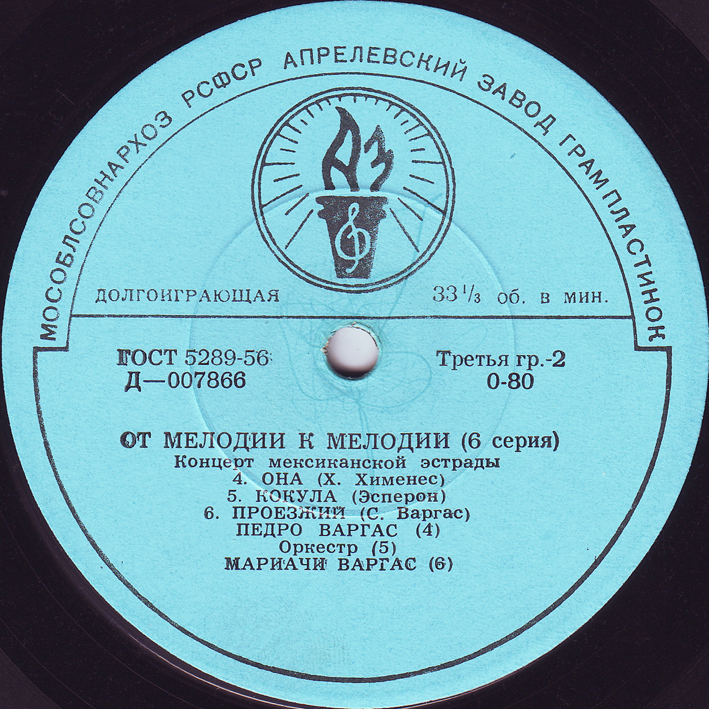 МОСОБЛСОВНАРХОЗ РСФСР АПРЕЛЕВСКИЙ ЗАВОД ГРАМПЛАСТИНОК
АЗ
ДОЛГОИГРАЮЩАЯ 33⅓ об. в мин.
ГОСТ 5289-56 Третья гр.-2
Д—007866 0-80
ОТ МЕЛОДИИ К МЕЛОДИИ (6 серия)
Концерт мексиканской эстрады
4. ОНА (Х. Хименес)
5. КОКУЛА (Эсперон)
6. ПРОЕЗЖИЙ (С. Варгас)
ПЕДРО ВАРГАС (4)
Оркестр (5)
МАРИАЧИ ВАРГАС (6)